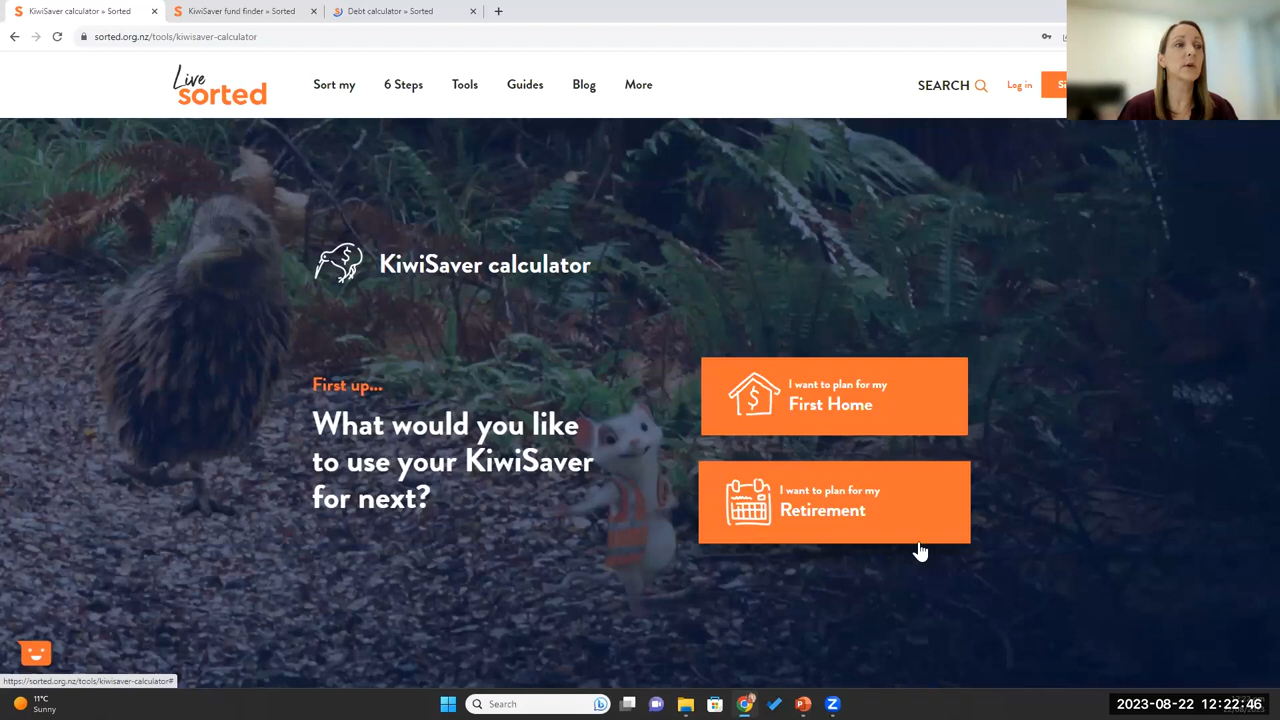 KiwiSaver calculator » Sorted
KiwiSaver fund finder » Sorted
Debt calculator » Sorted
sorted.org.nz/tools/kiwisaver-calculator
Live
sorted
Sort my
6 Steps
Tools
Guides
Blog
More
SEARCH
Log in
KiwiSaver calculator
First up...
What would you like
to use your KiwiSaver
for next?
I want to plan for my
First Home
I want to plan for my
Retirement
https://sorted.org.nz/tools/kiwisaver-calculator#
11°C
Sunny
Search
2023-08-22 12:22:46